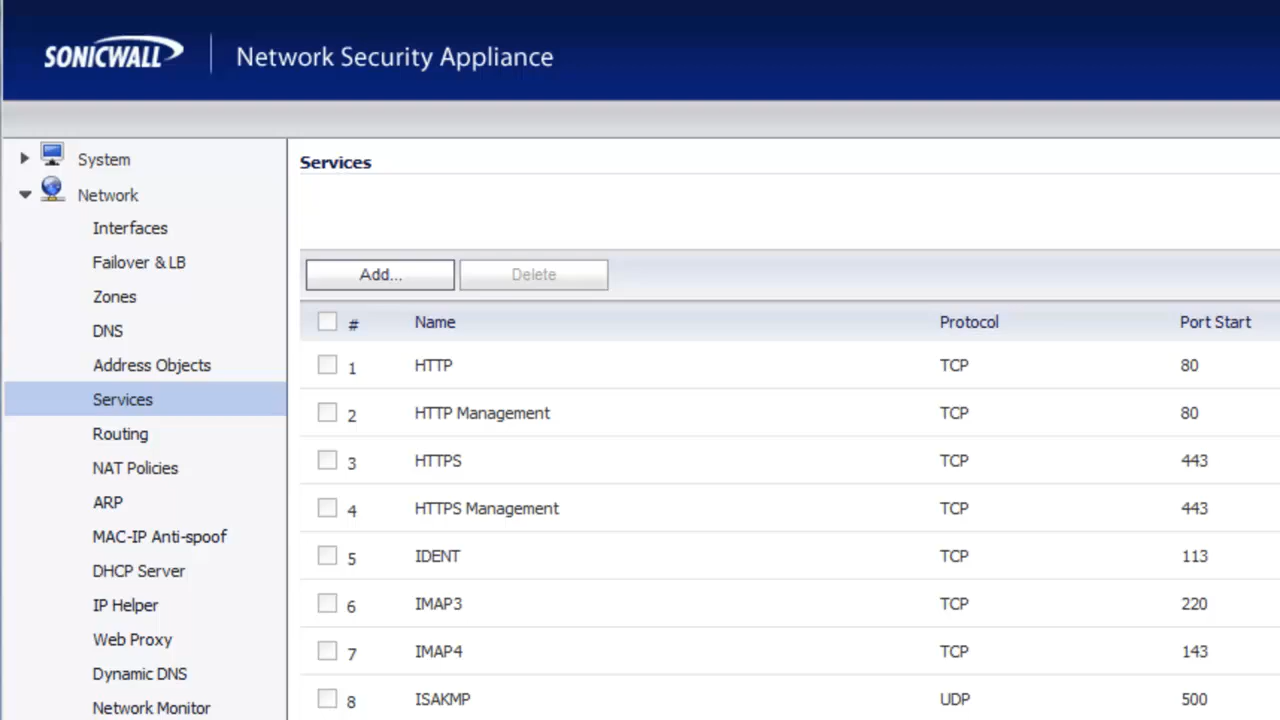 SONICWALL
Network Security Appliance
System
Network
Interfaces
Failover & LB
Zones
DNS
Address Objects
Services
Routing
NAT Policies
ARP
MAC-IP Anti-spoof
DHCP Server
IP Helper
Web Proxy
Dynamic DNS
Network Monitor
Services
Add... Delete
# Name Protocol Port Start
1 HTTP TCP 80
2 HTTP Management TCP 80
3 HTTPS TCP 443
4 HTTPS Management TCP 443
5 IDENT TCP 113
6 IMAP3 TCP 220
7 IMAP4 TCP 143
8 ISAKMP UDP 500